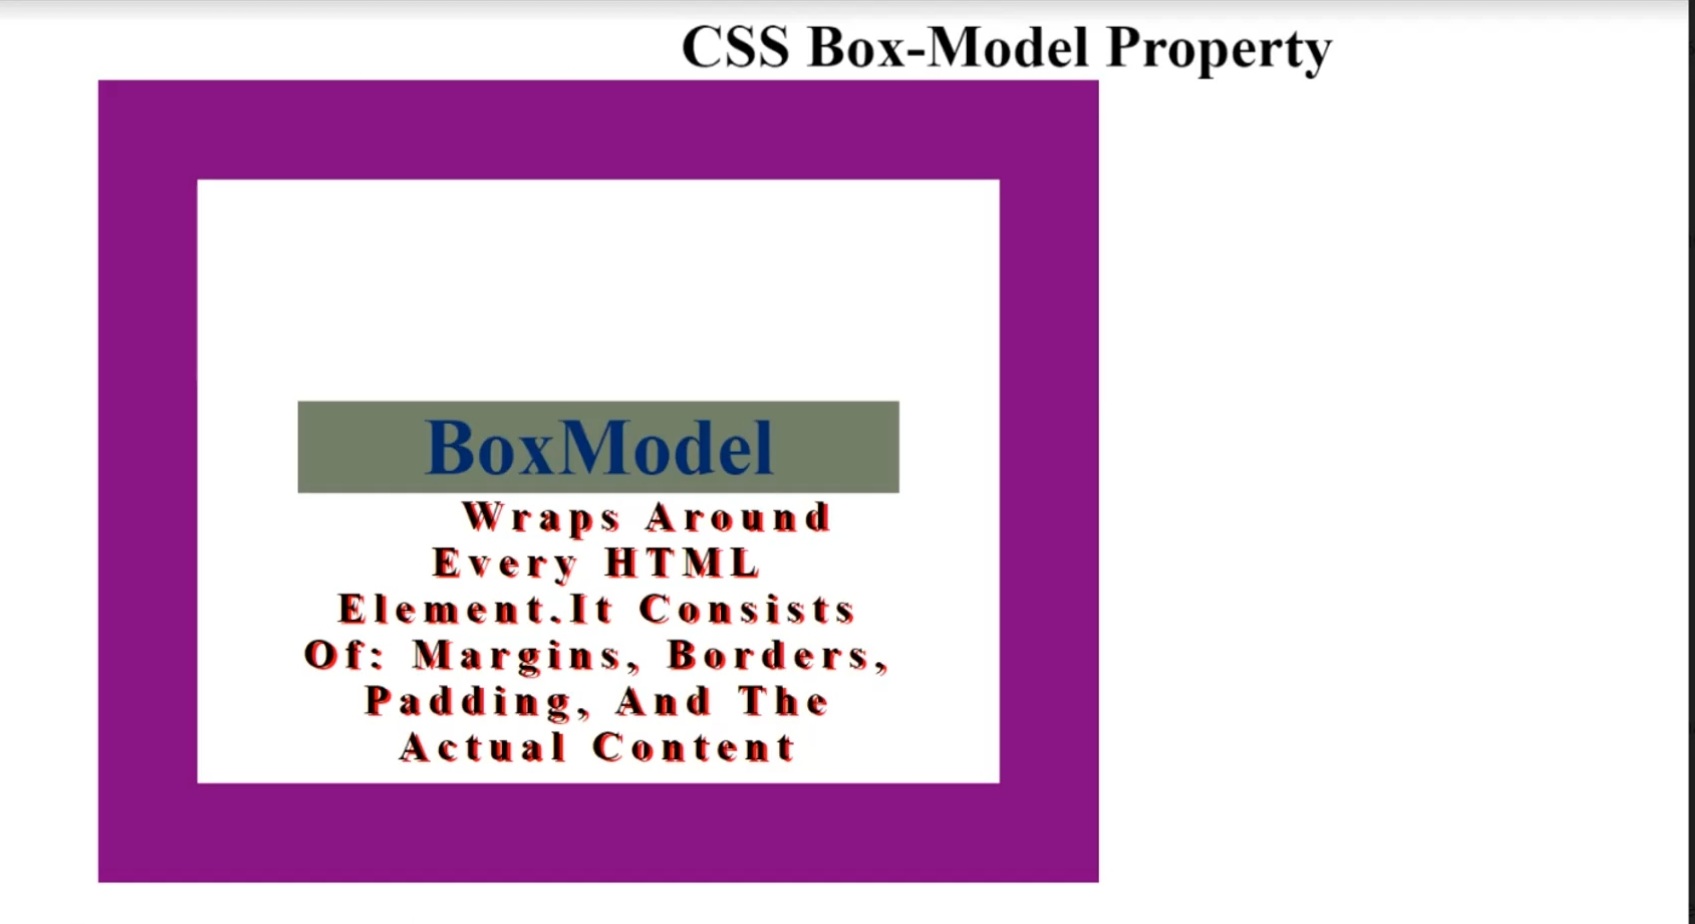 CSS Box-Model Property
BoxModel
Wraps Around
Every HTML
Element.It Consists
Of: Margins, Borders,
Padding, And The
Actual Content